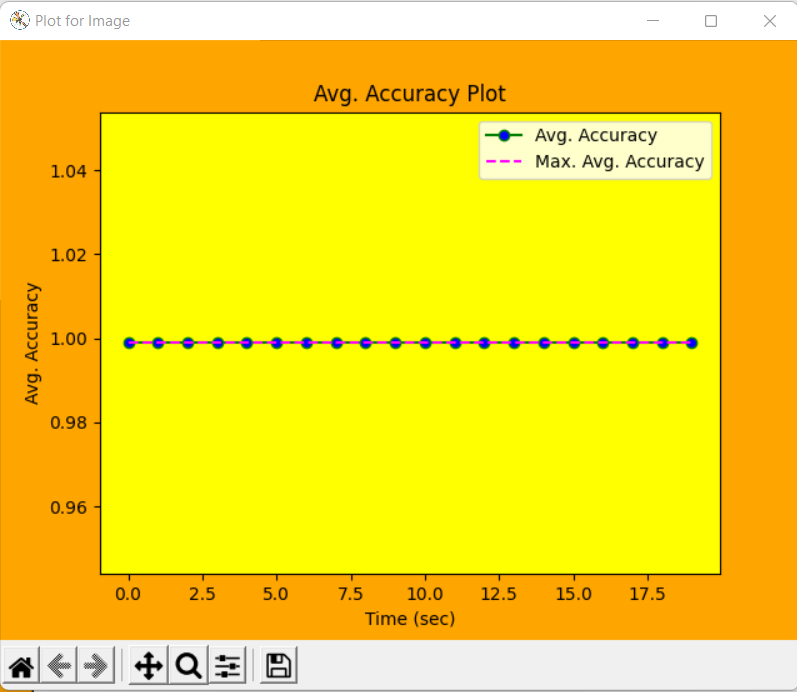 Plot for Image
Avg. Accuracy Plot
Avg. Accuracy
Max. Avg. Accuracy
1.04
1.02
1.00
0.98
0.96
Avg. Accuracy
0.0 2.5 5.0 7.5 10.0 12.5 15.0 17.5
Time (sec)